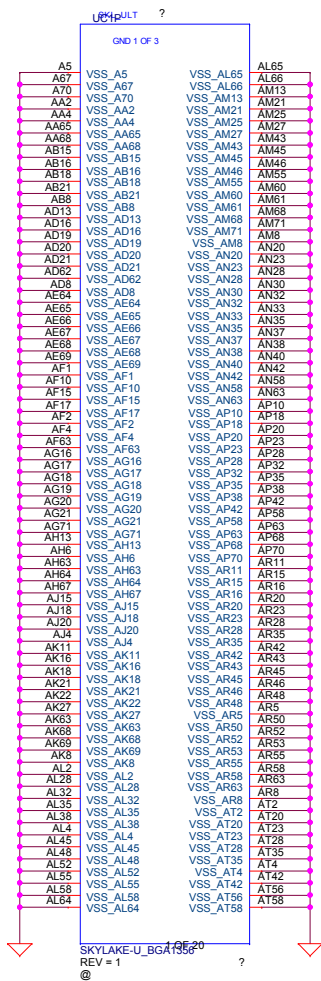 SKL_ULT ?
UC1P
GND 1 OF 3
A5 VSS_A5 VSS_AL65 AL65
A67 VSS_A67 VSS_AL66 AL66
A70 VSS_A70 VSS_AM13 AM13
AA2 VSS_AA2 VSS_AM21 AM21
AA4 VSS_AA4 VSS_AM25 AM25
AA65 VSS_AA65 VSS_AM27 AM27
AA68 VSS_AA68 VSS_AM43 AM43
AB15 VSS_AB15 VSS_AM45 AM45
AB16 VSS_AB16 VSS_AM46 AM46
AB18 VSS_AB18 VSS_AM55 AM55
AB21 VSS_AB21 VSS_AM60 AM60
AB8 VSS_AB8 VSS_AM61 AM61
AD13 VSS_AD13 VSS_AM68 AM68
AD16 VSS_AD16 VSS_AM71 AM71
AD19 VSS_AD19 VSS_AM8 AM8
AD20 VSS_AD20 VSS_AN20 AN20
AD21 VSS_AD21 VSS_AN23 AN23
AD62 VSS_AD62 VSS_AN28 AN28
AD8 VSS_AD8 VSS_AN30 AN30
AE64 VSS_AE64 VSS_AN32 AN32
AE65 VSS_AE65 VSS_AN33 AN33
AE66 VSS_AE66 VSS_AN35 AN35
AE67 VSS_AE67 VSS_AN37 AN37
AE68 VSS_AE68 VSS_AN38 AN38
AE69 VSS_AE69 VSS_AN40 AN40
AF1 VSS_AF1 VSS_AN42 AN42
AF10 VSS_AF10 VSS_AN58 AN58
AF15 VSS_AF15 VSS_AN63 AN63
AF17 VSS_AF17 VSS_AP10 AP10
AF2 VSS_AF2 VSS_AP18 AP18
AF4 VSS_AF4 VSS_AP20 AP20
AF63 VSS_AF63 VSS_AP23 AP23
AG16 VSS_AG16 VSS_AP28 AP28
AG17 VSS_AG17 VSS_AP32 AP32
AG18 VSS_AG18 VSS_AP35 AP35
AG19 VSS_AG19 VSS_AP38 AP38
AG20 VSS_AG20 VSS_AP42 AP42
AG21 VSS_AG21 VSS_AP58 AP58
AG71 VSS_AG71 VSS_AP63 AP63
AH13 VSS_AH13 VSS_AP68 AP68
AH6 VSS_AH6 VSS_AP70 AP70
AH63 VSS_AH63 VSS_AR11 AR11
AH64 VSS_AH64 VSS_AR15 AR15
AH67 VSS_AH67 VSS_AR16 AR16
AJ15 VSS_AJ15 VSS_AR20 AR20
AJ18 VSS_AJ18 VSS_AR23 AR23
AJ20 VSS_AJ20 VSS_AR28 AR28
AJ4 VSS_AJ4 VSS_AR35 AR35
AK11 VSS_AK11 VSS_AR42 AR42
AK16 VSS_AK16 VSS_AR43 AR43
AK18 VSS_AK18 VSS_AR45 AR45
AK21 VSS_AK21 VSS_AR46 AR46
AK22 VSS_AK22 VSS_AR48 AR48
AK27 VSS_AK27 VSS_AR5 AR5
AK63 VSS_AK63 VSS_AR50 AR50
AK68 VSS_AK68 VSS_AR52 AR52
AK69 VSS_AK69 VSS_AR53 AR53
AK8 VSS_AK8 VSS_AR55 AR55
AL2 VSS_AL2 VSS_AR58 AR58
AL28 VSS_AL28 VSS_AR63 AR63
AL32 VSS_AL32 VSS_AR8 AR8
AL35 VSS_AL35 VSS_AT2 AT2
AL38 VSS_AL38 VSS_AT20 AT20
AL4 VSS_AL4 VSS_AT23 AT23
AL45 VSS_AL45 VSS_AT28 AT28
AL48 VSS_AL48 VSS_AT35 AT35
AL52 VSS_AL52 VSS_AT4 AT4
AL55 VSS_AL55 VSS_AT42 AT42
AL58 VSS_AL58 VSS_AT56 AT56
AL64 VSS_AL64 VSS_AT58 AT58
1 OF 20
SKYLAKE-U_BGA1356
REV = 1 ?
@